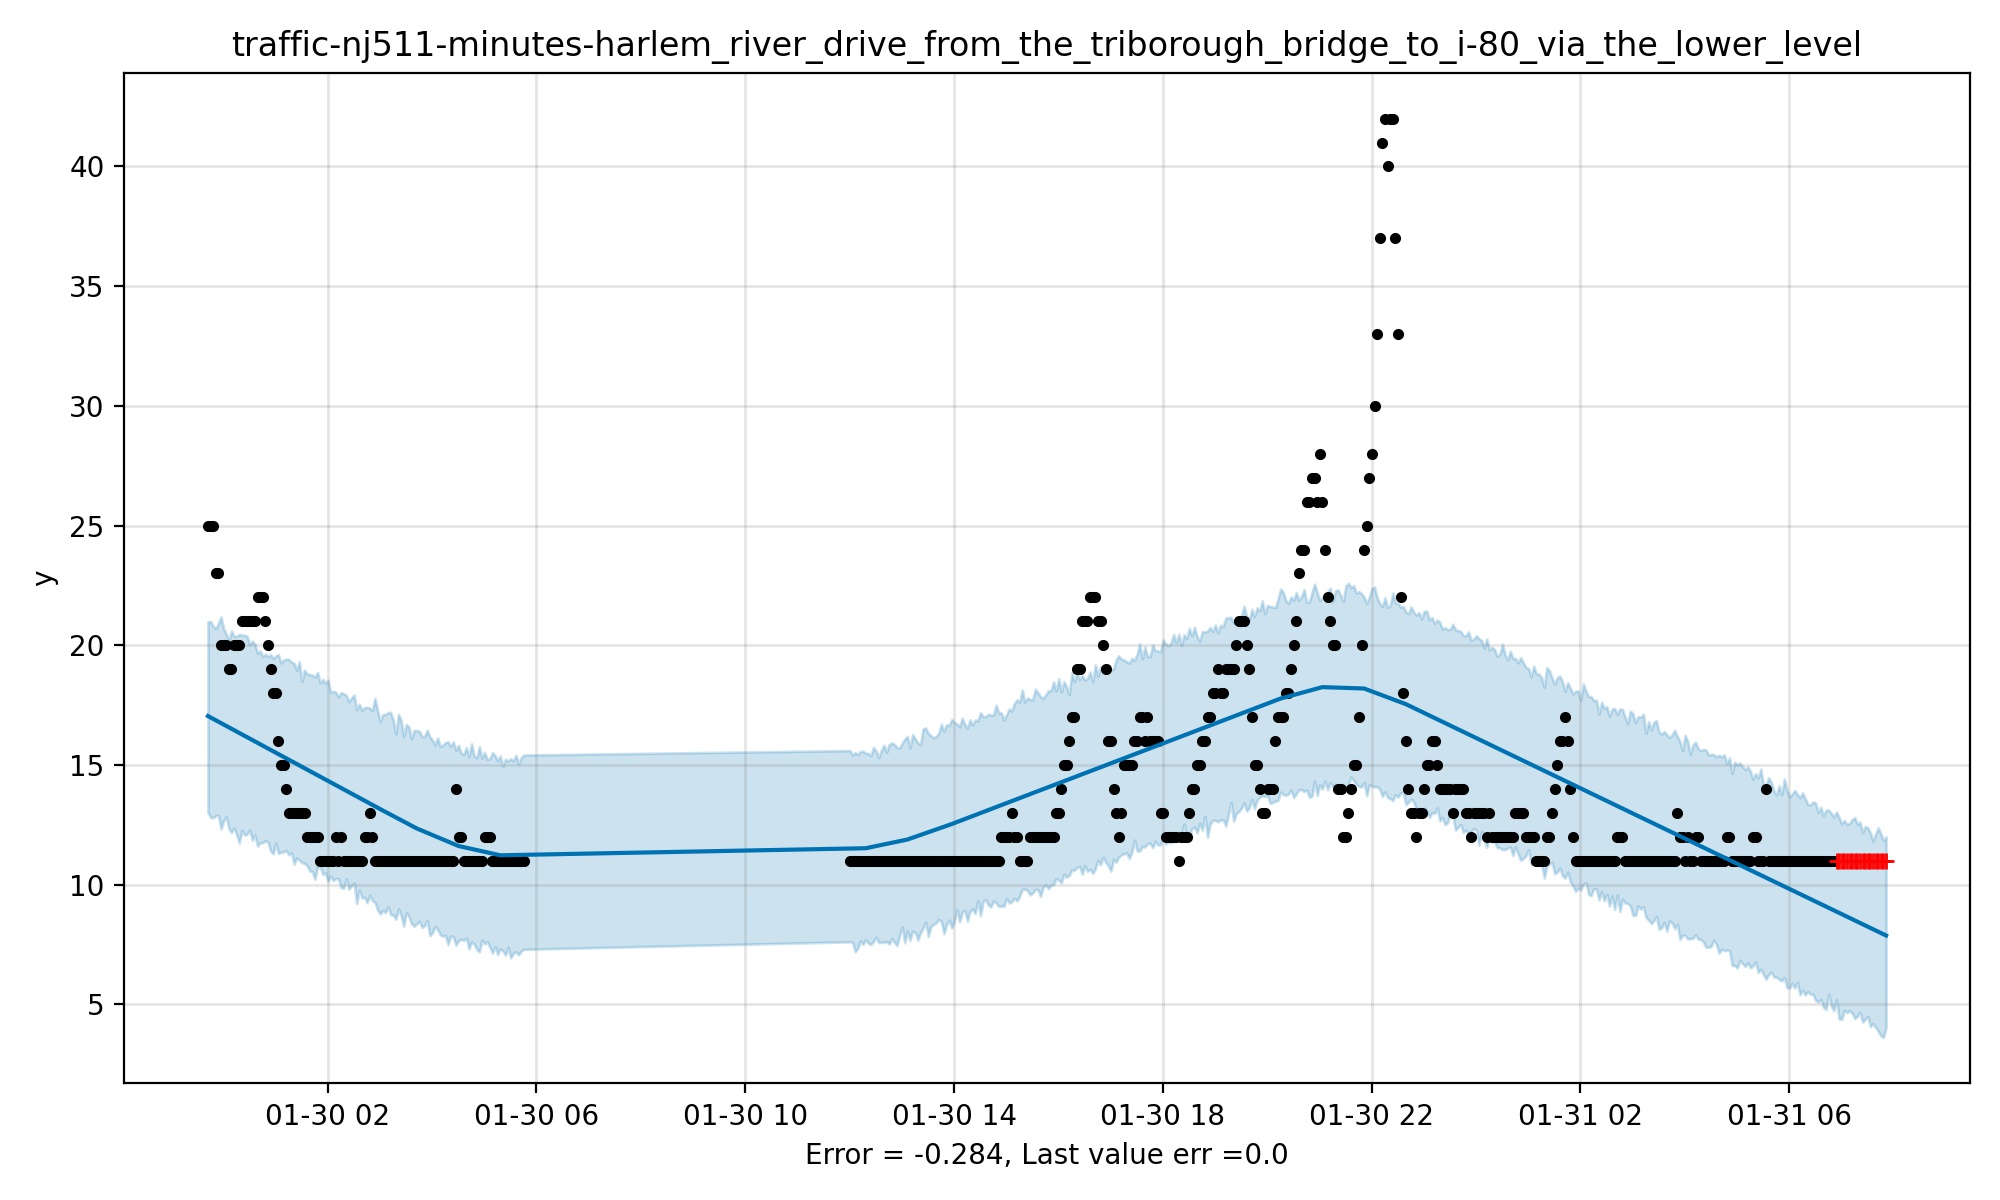 traffic-nj511-minutes-harlem_river_drive_from_the_triborough_bridge_to_i-80_via_the_lower_level
40
35
30
25
20
15
10
5
y
01-30 02 01-30 06 01-30 10 01-30 14 01-30 18 01-30 22 01-31 02 01-31 06
Error = -0.284, Last value err =0.0